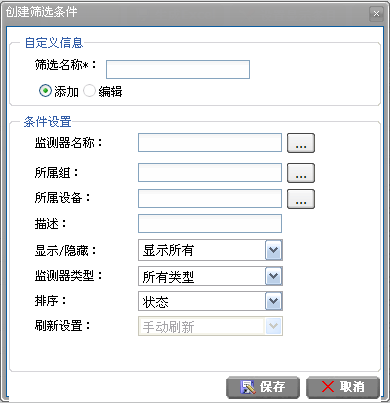 创建筛选条件
自定义信息
筛选名称*：
添加 编辑
条件设置
监测器名称： ...
所属组： ...
所属设备： ...
描述：
显示/隐藏： 显示所有
监测器类型： 所有类型
排序： 状态
刷新设置： 手动刷新
保存 取消